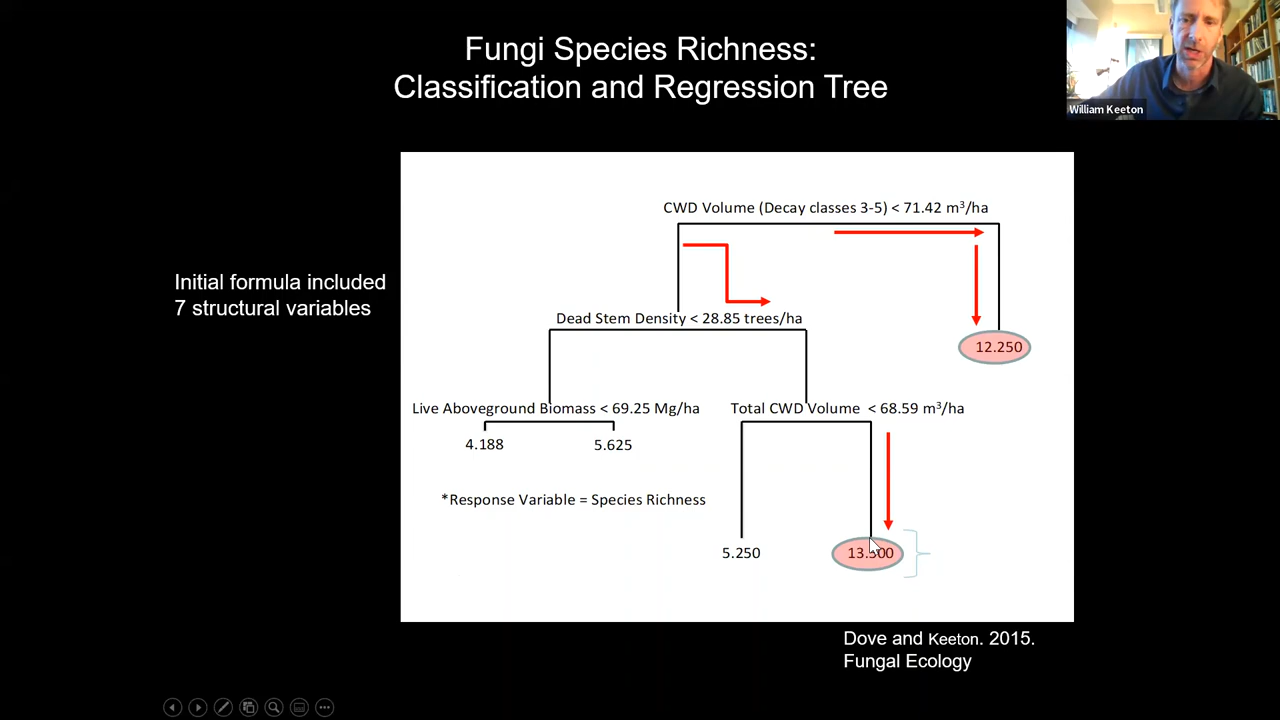 Fungi Species Richness:
Classification and Regression Tree
William Keeton
Initial formula included
7 structural variables
CWD Volume (Decay classes 3-5) < 71.42 m³/ha
Dead Stem Density < 28.85 trees/ha
12.250
Live Aboveground Biomass < 69.25 Mg/ha
Total CWD Volume < 68.59 m³/ha
4.188
5.625
*Response Variable = Species Richness
5.250
Dove and Keeton. 2015.
Fungal Ecology